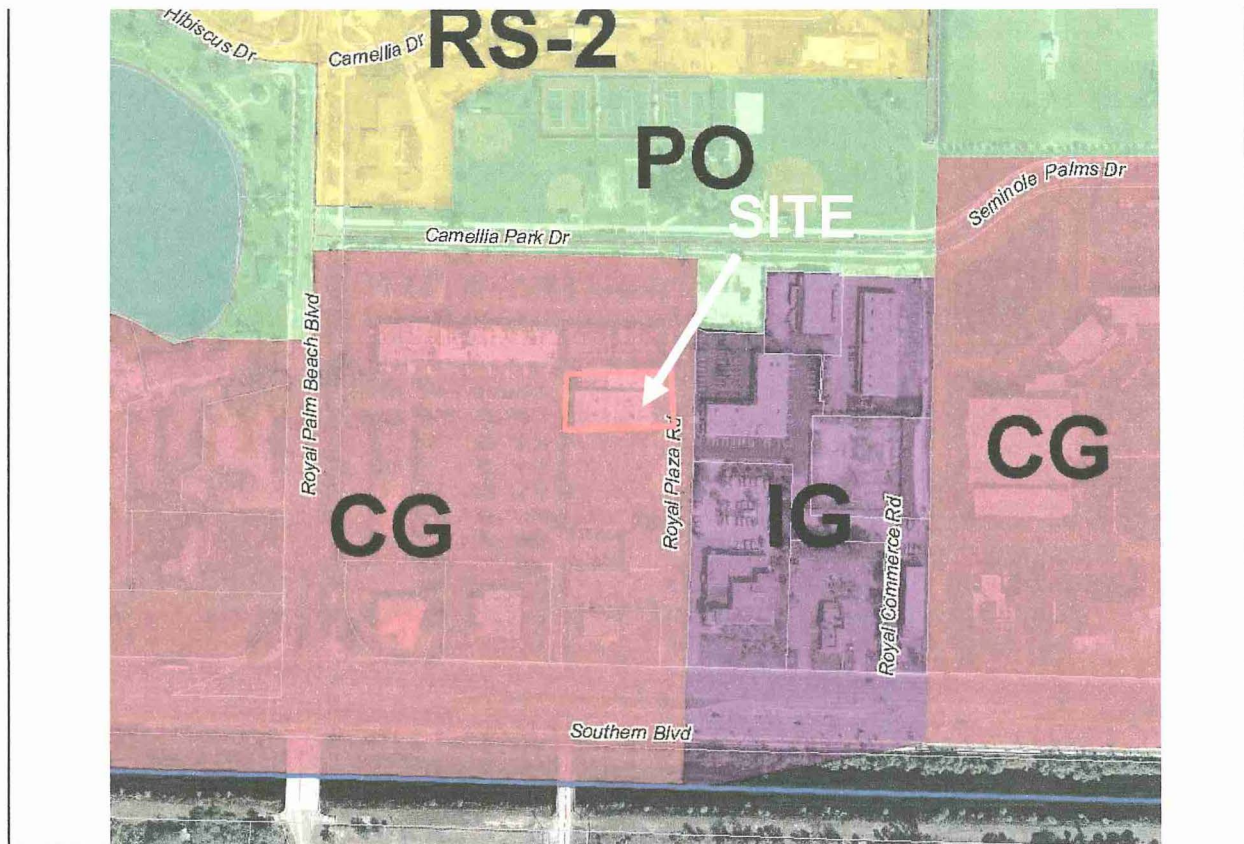 Hibiscus Dr
Camellia Dr
RS-2
PO
Seminole Palms Dr
SITE
Camellia Park Dr
Royal Palm Beach Blvd
Royal Plaza Rd
CG
CG
IG
Royal Commerce Rd
Southern Blvd